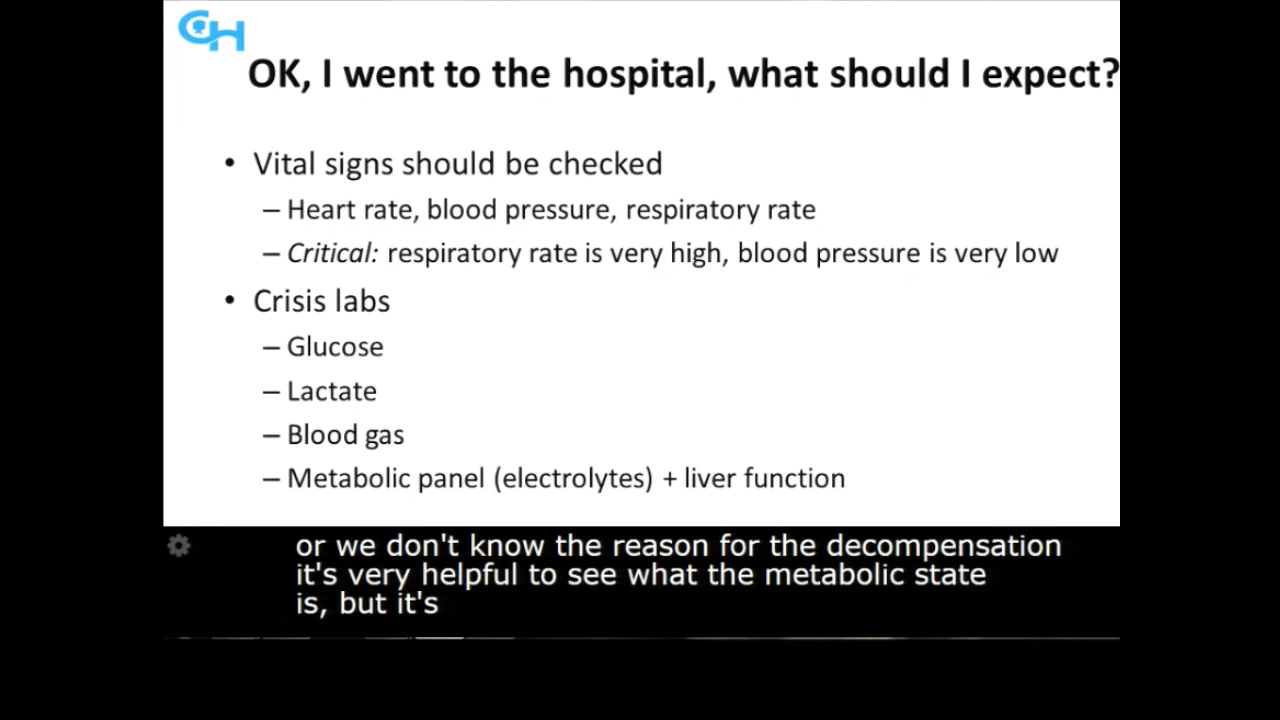 CH
OK, I went to the hospital, what should I expect?
• Vital signs should be checked
– Heart rate, blood pressure, respiratory rate
– Critical: respiratory rate is very high, blood pressure is very low
• Crisis labs
– Glucose
– Lactate
– Blood gas
– Metabolic panel (electrolytes) + liver function
or we don't know the reason for the decompensation
it's very helpful to see what the metabolic state
is, but it's